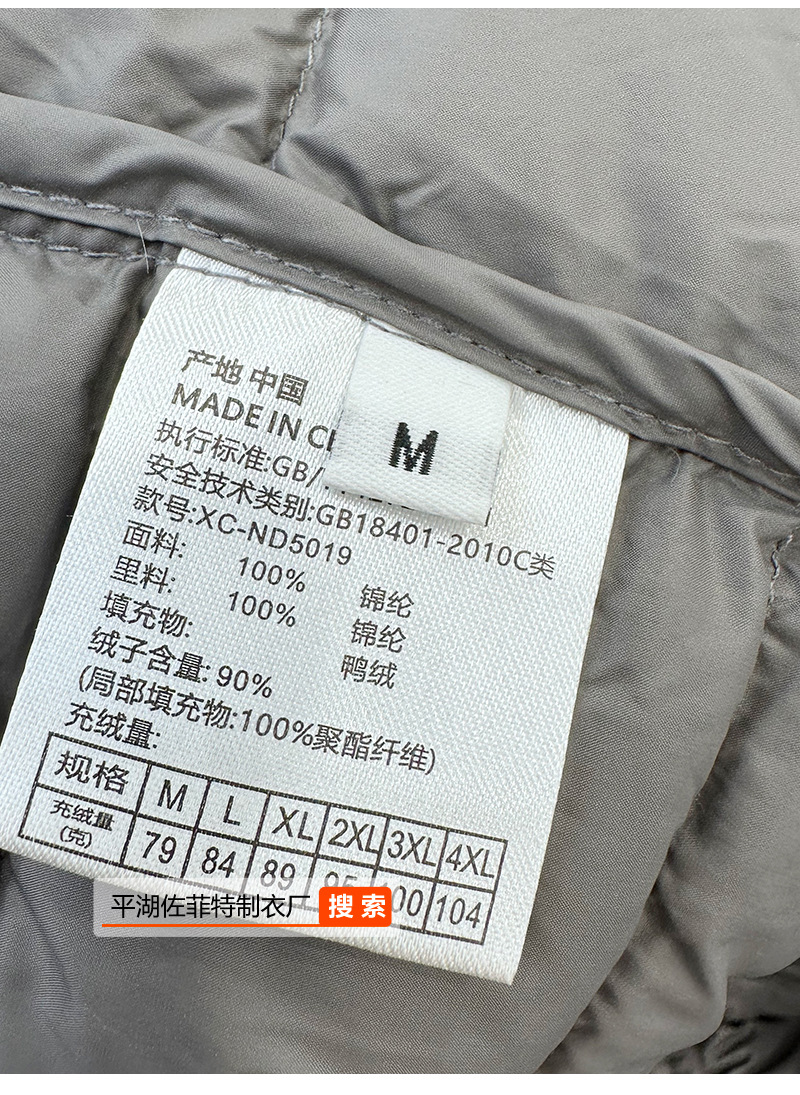 产地 中国
MADE IN
M
执行标准:GB/
安全技术类别:GB18401-2010C类
款号:XC-ND5019
面料: 100% 锦纶
里料: 100% 锦纶
填充物: 鸭绒
绒子含量: 90%
(局部填充物:100%聚酯纤维)
充绒量:
规格 M L XL 2XL 3XL 4XL
充绒量(克) 79 84 89 104
平湖佐菲特制衣厂 搜索